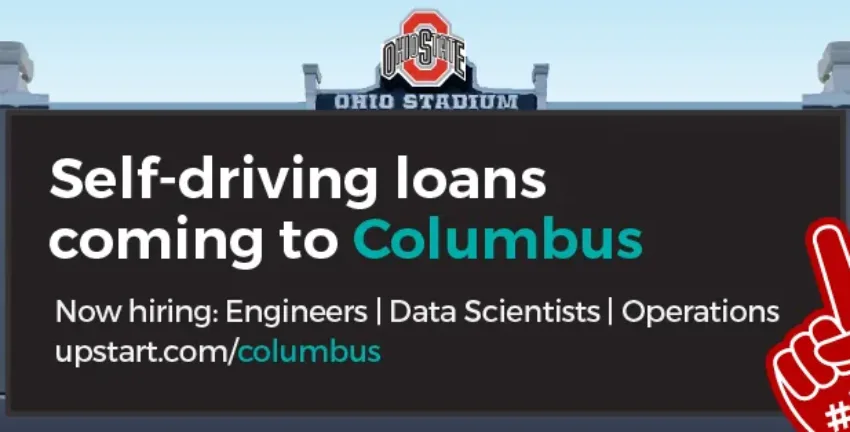 OHIO STATE
OHIO STADIUM
Self-driving loans
coming to Columbus
Now hiring: Engineers | Data Scientists | Operations
upstart.com/columbus
#